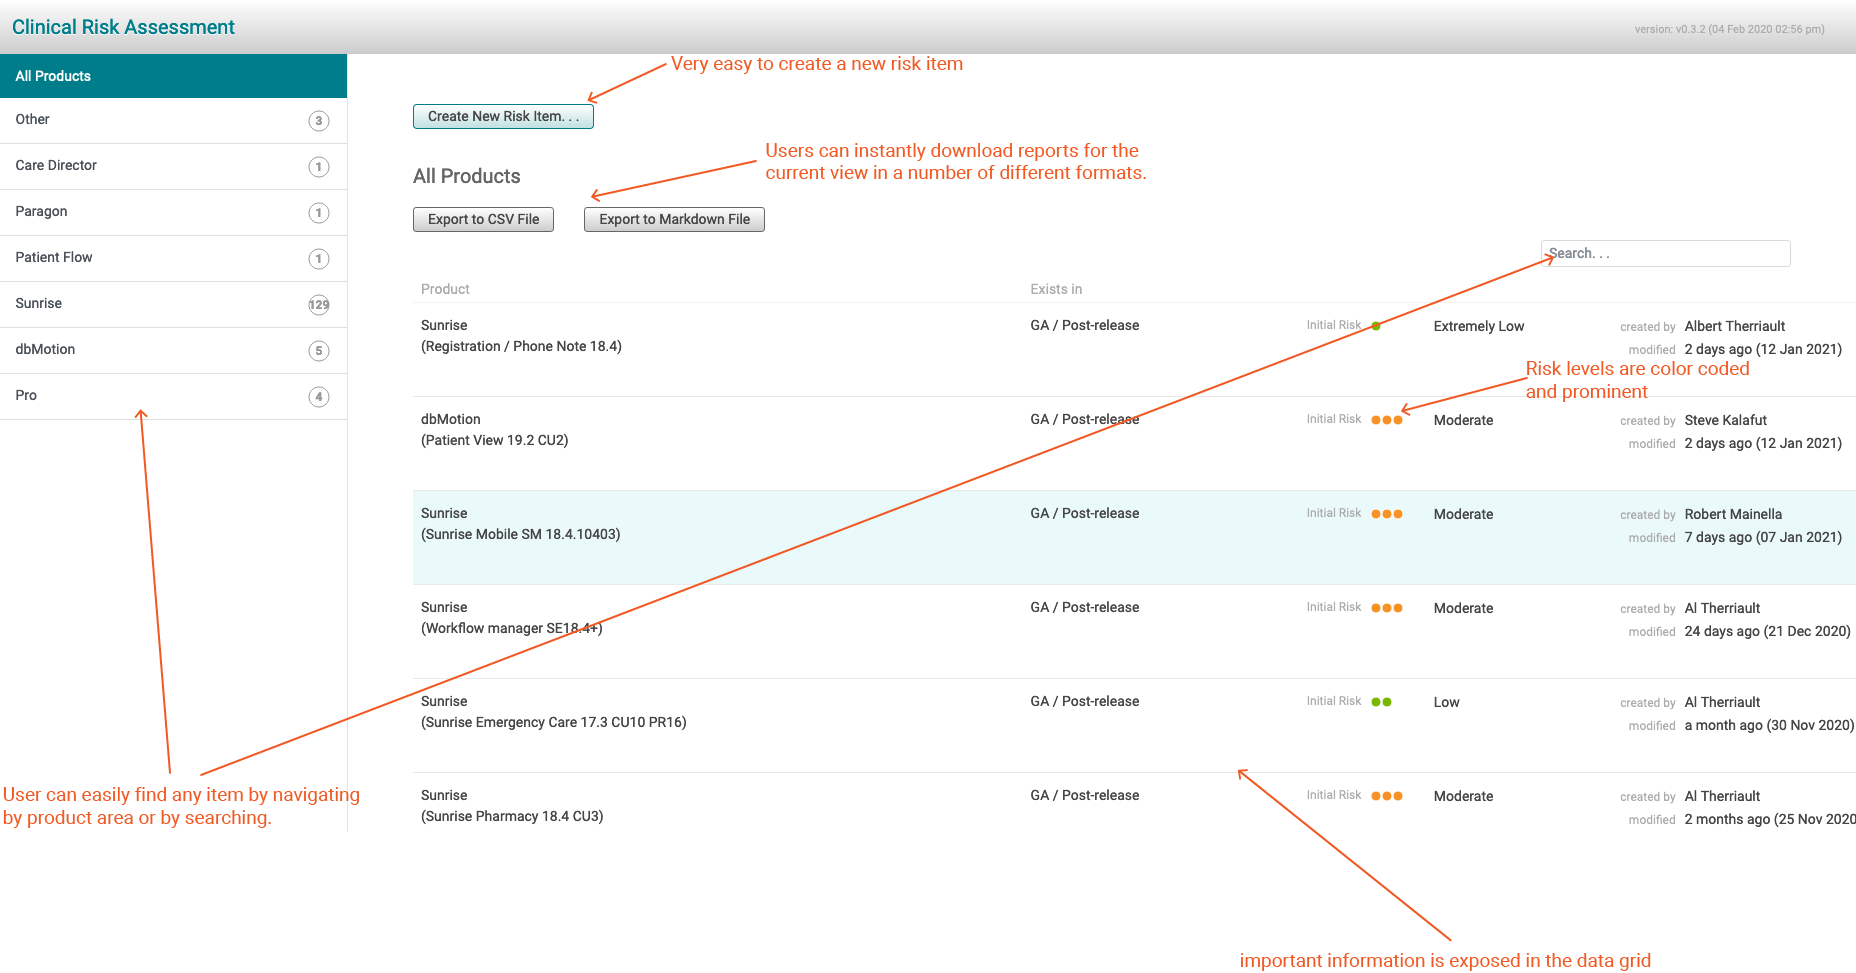 Clinical Risk Assessment
version: v0.3.2 (04 Feb 2020 02:56 pm)
All Products
Other 3
Care Director 1
Paragon 1
Patient Flow 1
Sunrise 129
dbMotion 5
Pro 4
Very easy to create a new risk item
Create New Risk Item. . .
Users can instantly download reports for the
current view in a number of different formats.
All Products
Export to CSV File Export to Markdown File
Search. . .
Product Exists in
Sunrise GA / Post-release Initial Risk Extremely Low created by Albert Therriault
(Registration / Phone Note 18.4) modified 2 days ago (12 Jan 2021)
Risk levels are color coded
and prominent
dbMotion GA / Post-release Initial Risk Moderate created by Steve Kalafut
(Patient View 19.2 CU2) modified 2 days ago (12 Jan 2021)
Sunrise GA / Post-release Initial Risk Moderate created by Robert Mainella
(Sunrise Mobile SM 18.4.10403) modified 7 days ago (07 Jan 2021)
Sunrise GA / Post-release Initial Risk Moderate created by Al Therriault
(Workflow manager SE18.4+) modified 24 days ago (21 Dec 2020)
Sunrise GA / Post-release Initial Risk Low created by Al Therriault
(Sunrise Emergency Care 17.3 CU10 PR16) modified a month ago (30 Nov 2020)
Sunrise GA / Post-release Initial Risk Moderate created by Al Therriault
(Sunrise Pharmacy 18.4 CU3) modified 2 months ago (25 Nov 2020
User can easily find any item by navigating
by product area or by searching.
important information is exposed in the data grid